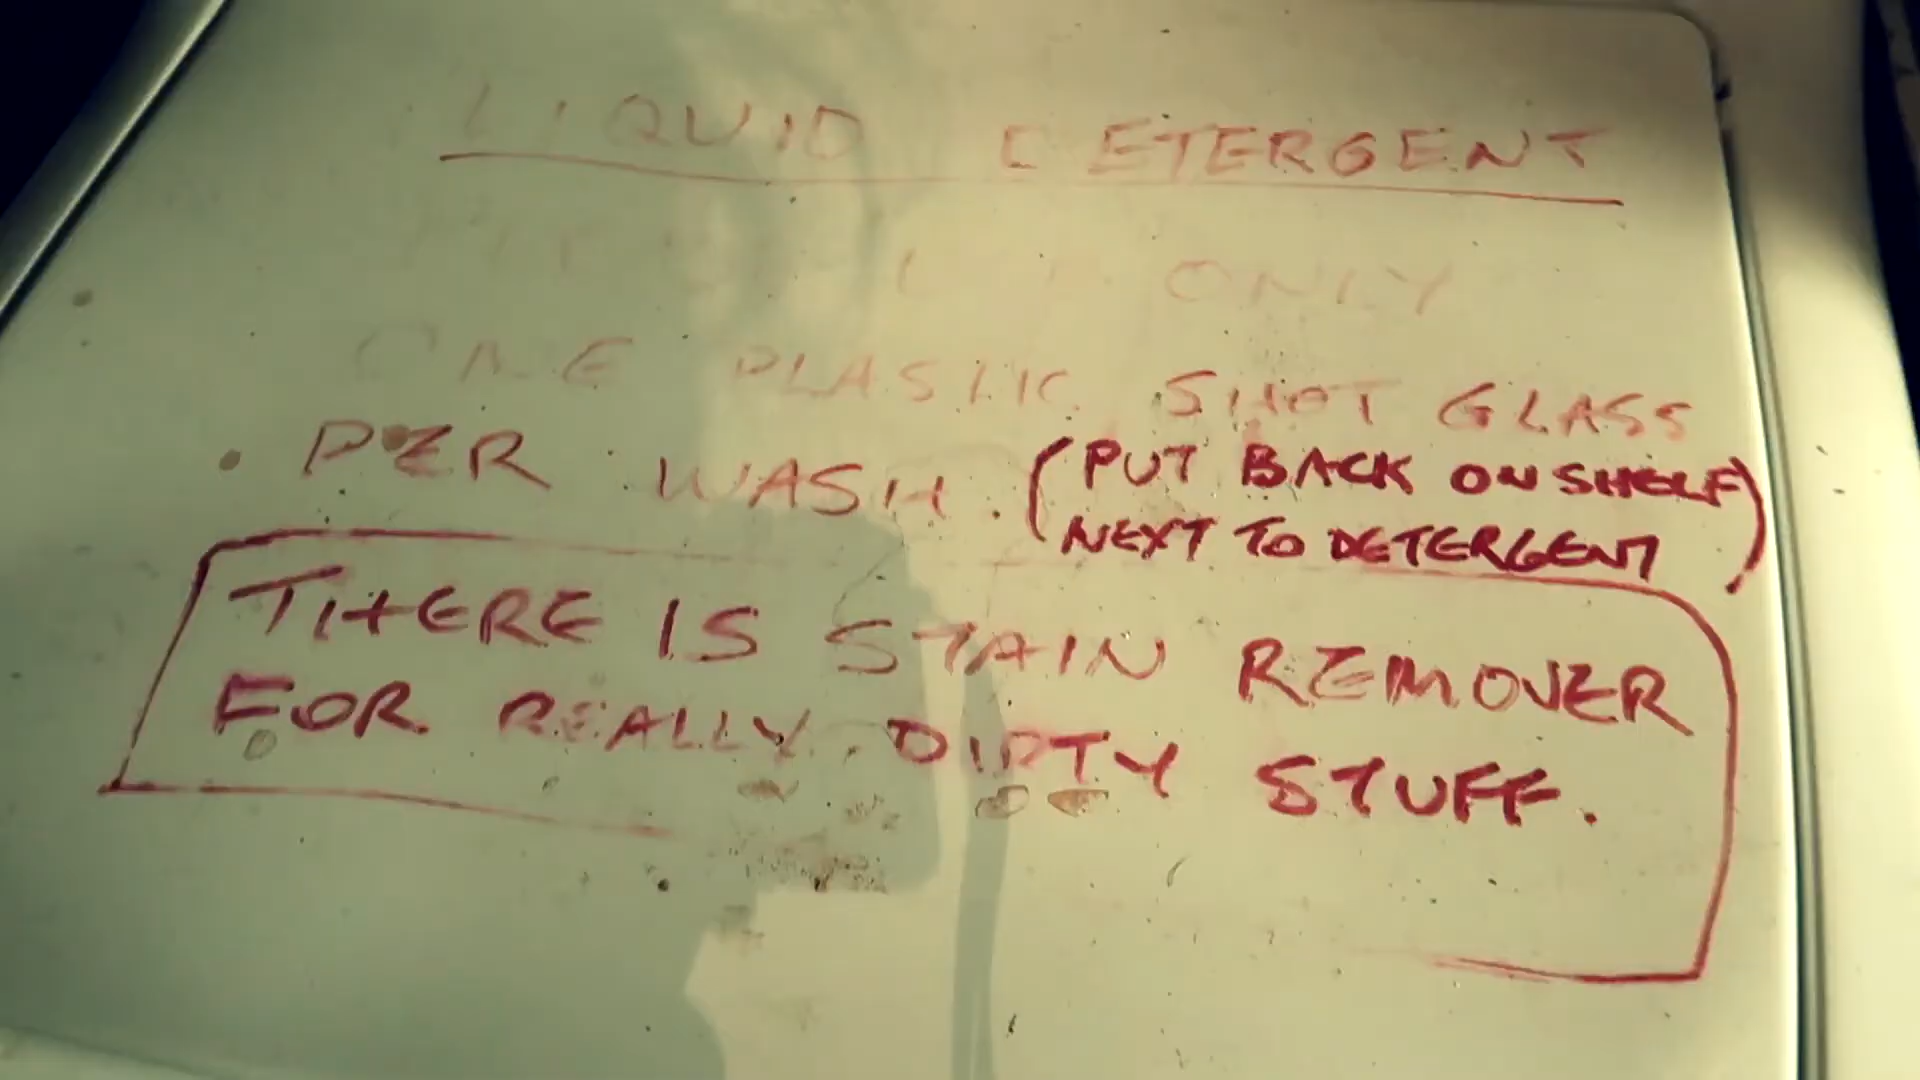 LIQUID DETERGENT
ONLY
ONE PLASTIC SHOT GLASS
PER WASH. (PUT BACK ON SHELF
NEXT TO DETERGENT)
THERE IS STAIN REMOVER
FOR REALLY DIRTY STUFF.